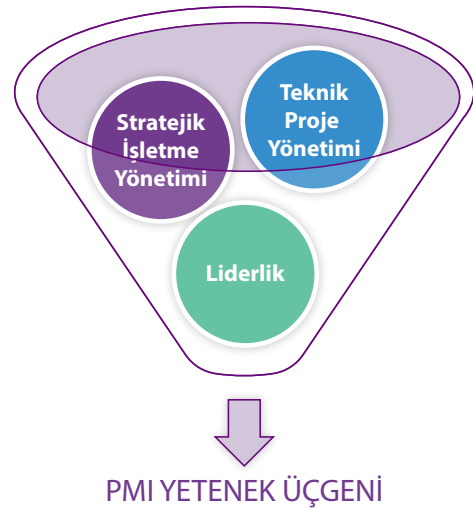 Stratejik
İşletme
Yönetimi
Teknik
Proje
Yönetimi
Liderlik
PMI YETENEK ÜÇGENİ